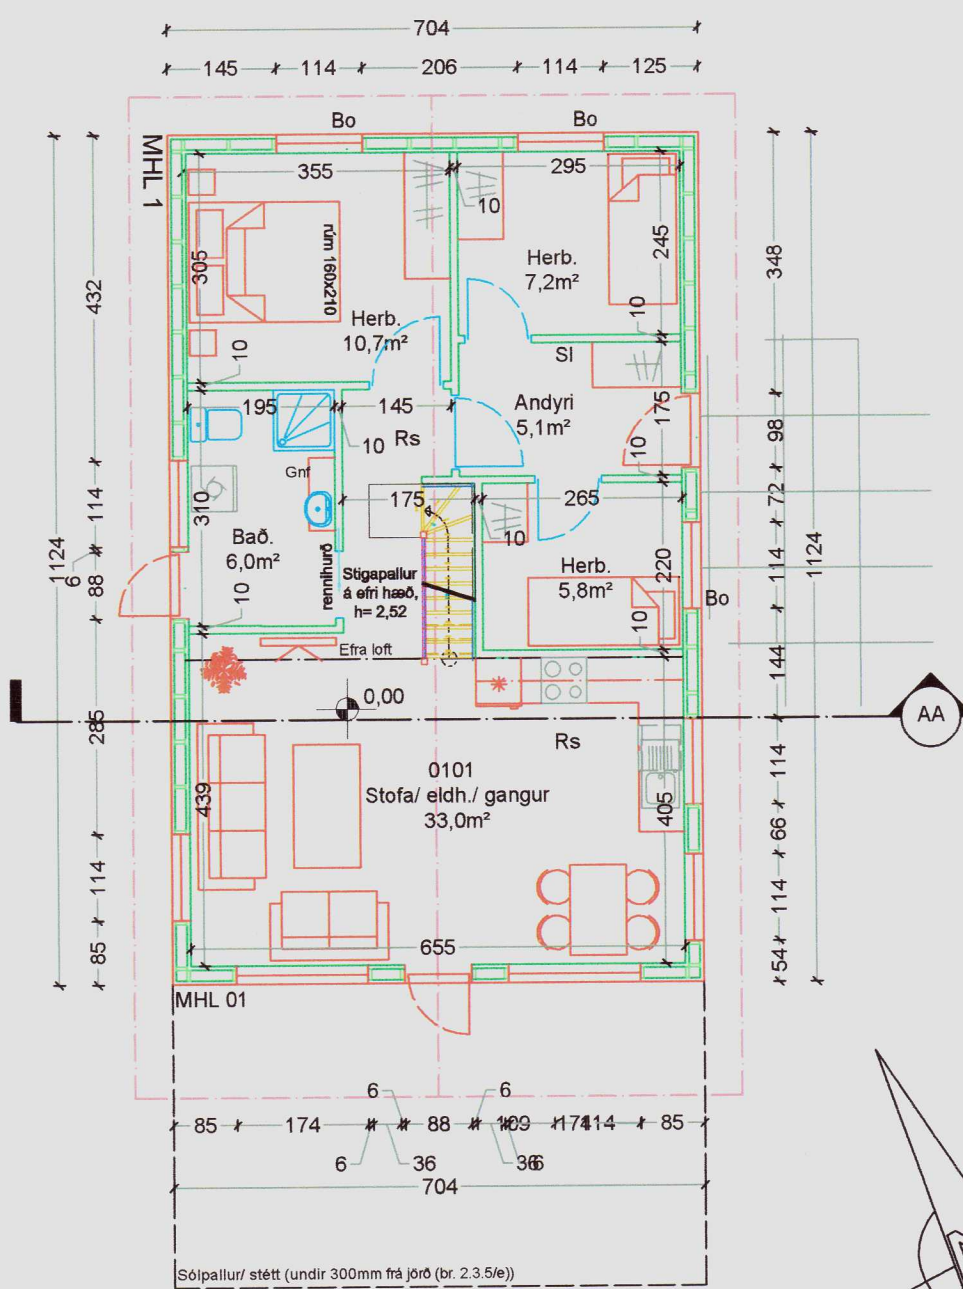 704
145 114 206 114 125
Bo Bo
MHL 1
355 295
10
rúm 160x210
305
245
348
432
Herb.
7,2m²
Herb.
10,7m²
10
10
Sl
195 145
10
Rs
Andyri
5,1m²
175
98
10
Gnf
114
310
175 265
72
10
1124
6
88
Bað.
6,0m²
rennihurð
Stigapallur
á efri hæð,
h= 2,52
Herb.
5,8m²
220
114
1124
Bo
10
10
Efra loft
144
0,00
285
AA
Rs
0101
Stofa/ eldh./ gangur
33,0m²
439
405
114
66
114
114
655
85
54
MHL 01
6 6
85 174 88 114 85
6 36
704
Sólpallur/ stétt (undir 300mm frá jörð (br. 2.3.5/e))